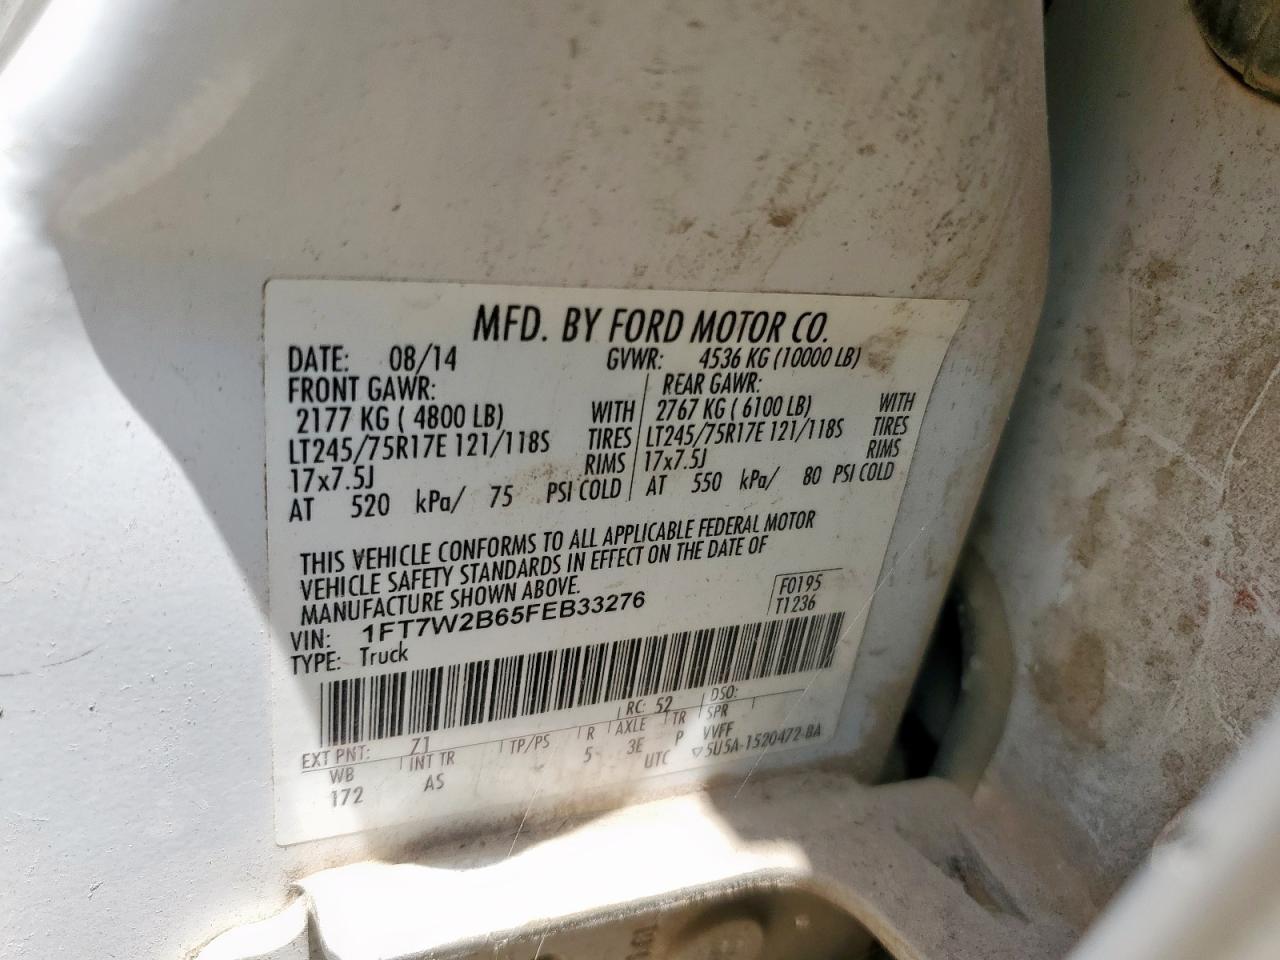 MFD. BY FORD MOTOR CO.
DATE: 08/14 GVWR: 4536 KG (10000 LB)
FRONT GAWR: REAR GAWR:
2177 KG ( 4800 LB) WITH 2767 KG ( 6100 LB) WITH
LT245/75R17E 121/118S TIRES LT245/75R17E 121/118S TIRES
17x7.5J RIMS 17x7.5J RIMS
AT 520 kPa/ 75 PSI COLD AT 550 kPa/ 80 PSI COLD
THIS VEHICLE CONFORMS TO ALL APPLICABLE FEDERAL MOTOR
VEHICLE SAFETY STANDARDS IN EFFECT ON THE DATE OF
MANUFACTURE SHOWN ABOVE.
F0195
VIN: 1FT7W2B65FEB33276
T1236
TYPE: Truck
EXT PNT: Z1 RC: 52 DSO:
WB INT TR TP/PS R AXLE TR SPR
172 AS 5 3E P VVFF
UTC ▽5U5A-1520472-BA